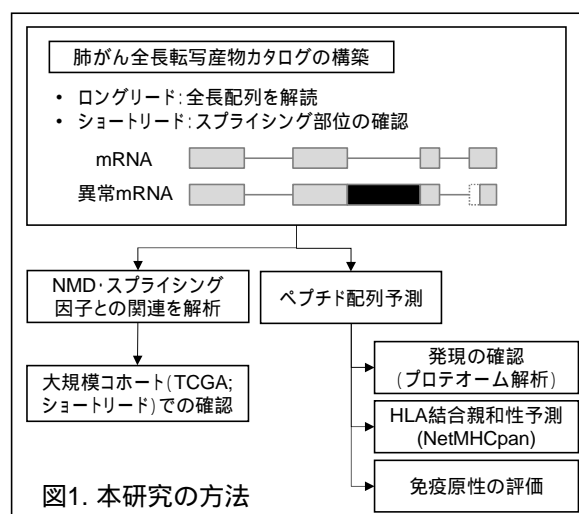 肺がん全長転写産物カタログの構築
• ロングリード：全長配列を解読
• ショートリード：スプライシング部位の確認
mRNA
異常mRNA
NMD・スプライシング
因子との関連を解析
ペプチド配列予測
大規模コホート(TCGA;
ショートリード)での確認
発現の確認
(プロテオーム解析)
HLA結合親和性予測
(NetMHCpan)
免疫原性の評価
図1. 本研究の方法